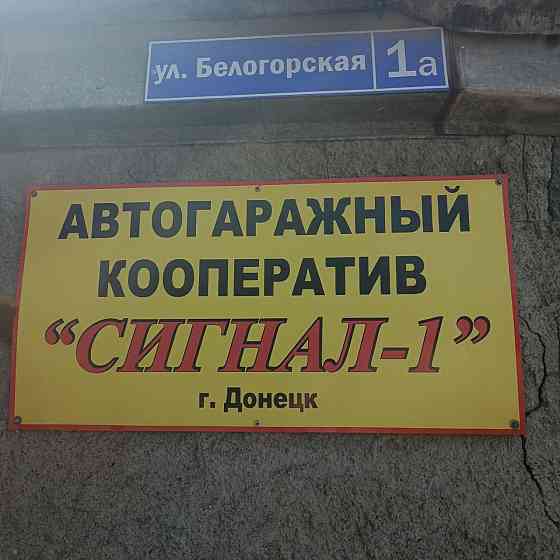 ул. Белогорская 1а
АВТОГАРАЖНЫЙ
КООПЕРАТИВ
“СИГНАЛ-1”
г. Донецк